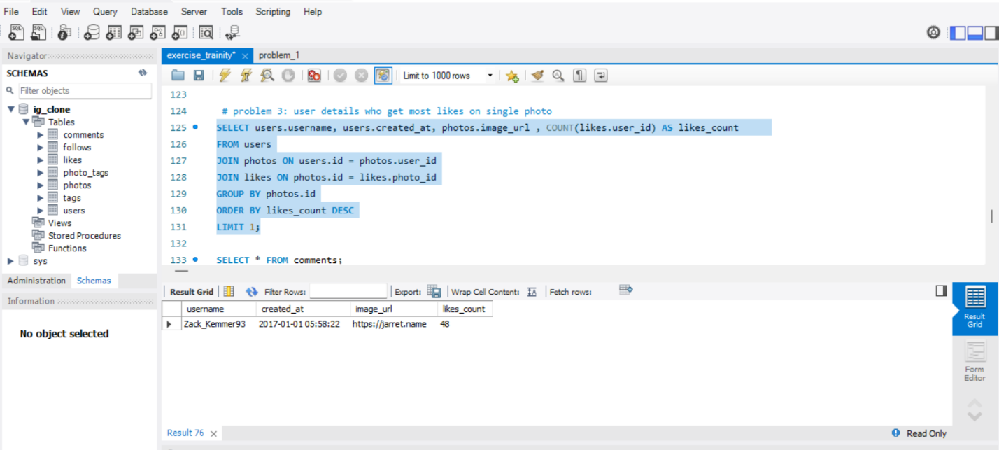 File Edit View Query Database Server Tools Scripting Help
Navigator
exercise_trainity* × problem_1
SCHEMAS
Filter objects
ig_clone
Tables
comments
follows
likes
photo_tags
photos
tags
users
Views
Stored Procedures
Functions
sys
Administration Schemas
Information
No object selected
Limit to 1000 rows
123
124 # problem 3: user details who get most likes on single photo
125 SELECT users.username, users.created_at, photos.image_url , COUNT(likes.user_id) AS likes_count
126 FROM users
127 JOIN photos ON users.id = photos.user_id
128 JOIN likes ON photos.id = likes.photo_id
129 GROUP BY photos.id
130 ORDER BY likes_count DESC
131 LIMIT 1;
132
133 SELECT * FROM comments;
Result Grid Filter Rows: Export: Wrap Cell Content: IA Fetch rows:
username created_at image_url likes_count
Zack_Kemmer93 2017-01-01 05:58:22 https://jarret.name 48
Result
Grid
Form
Editor
Result 76 × Read Only